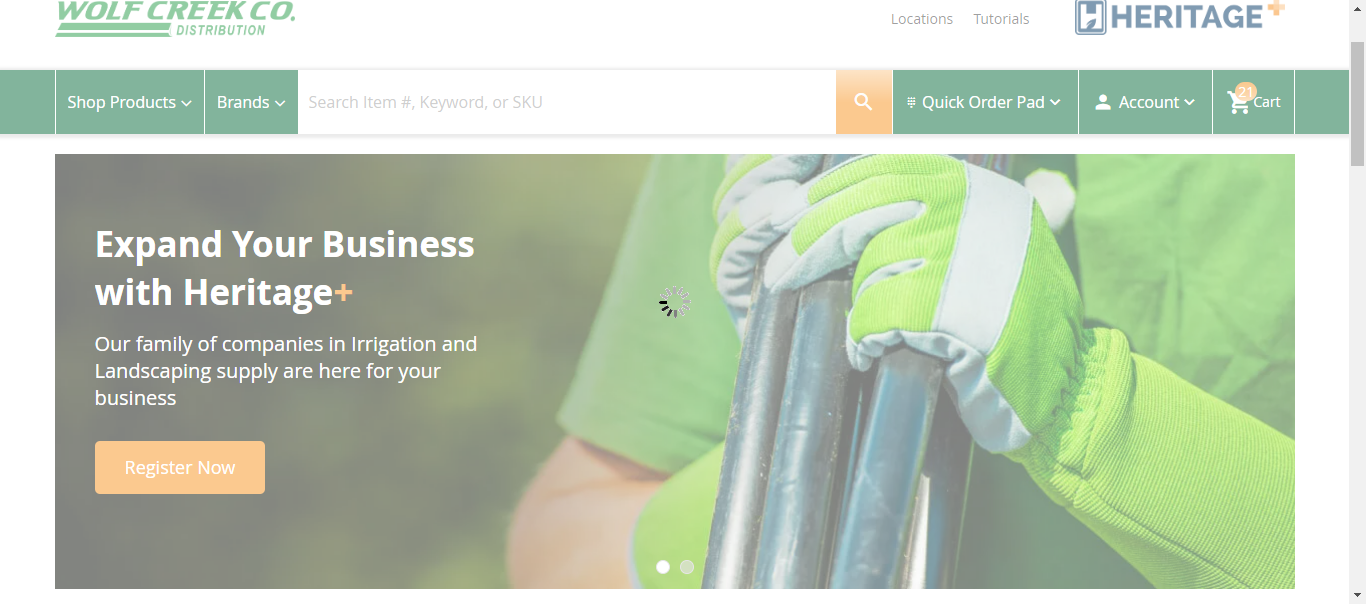 WOLF CREEK CO.
DISTRIBUTION
Locations Tutorials
HERITAGE+
Shop Products Brands Search Item #, Keyword, or SKU Quick Order Pad Account 21 Cart
Expand Your Business
with Heritage+
Our family of companies in Irrigation and
Landscaping supply are here for your
business
Register Now